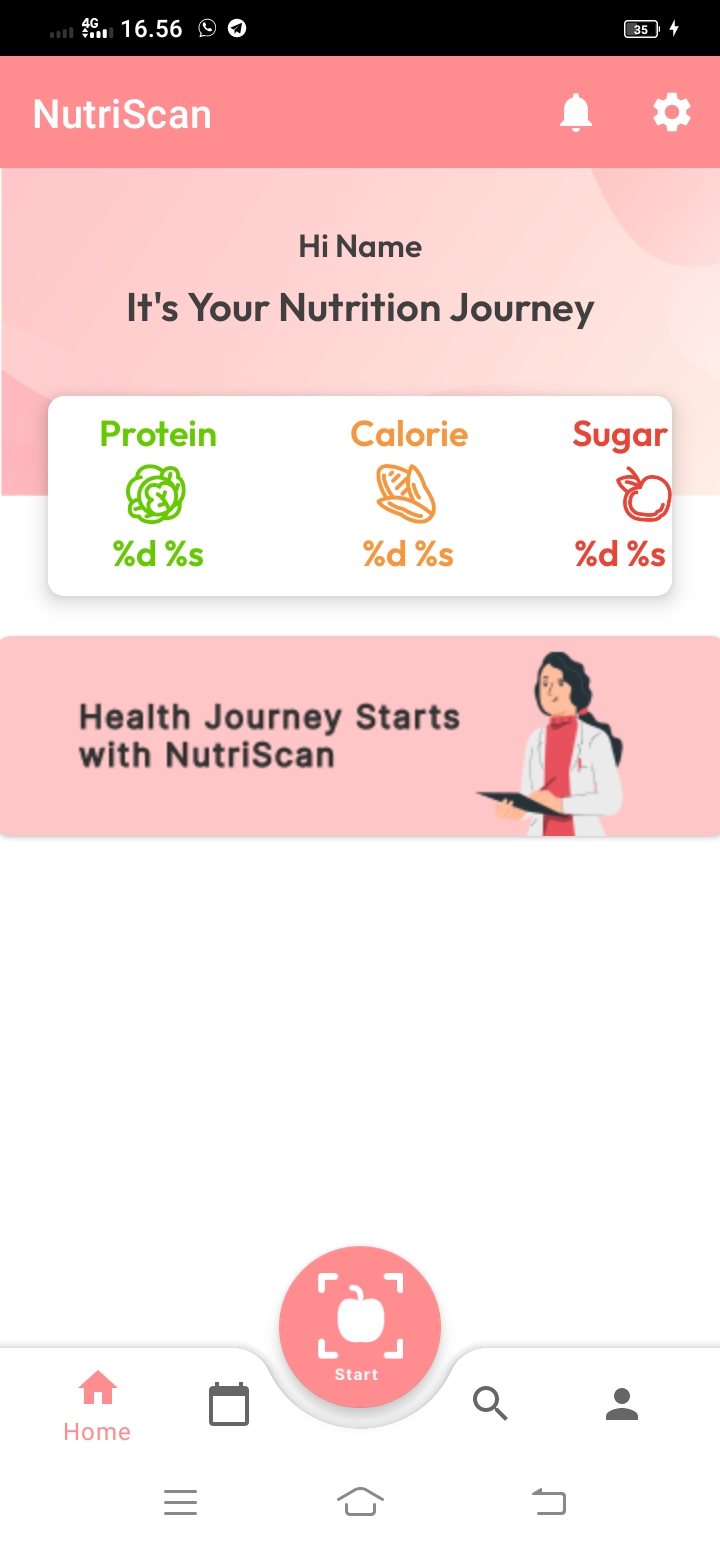 4G 16.56 35
NutriScan
Hi Name
It's Your Nutrition Journey
Protein Calorie Sugar
%d %s %d %s %d %s
Health Journey Starts
with NutriScan
Start
Home